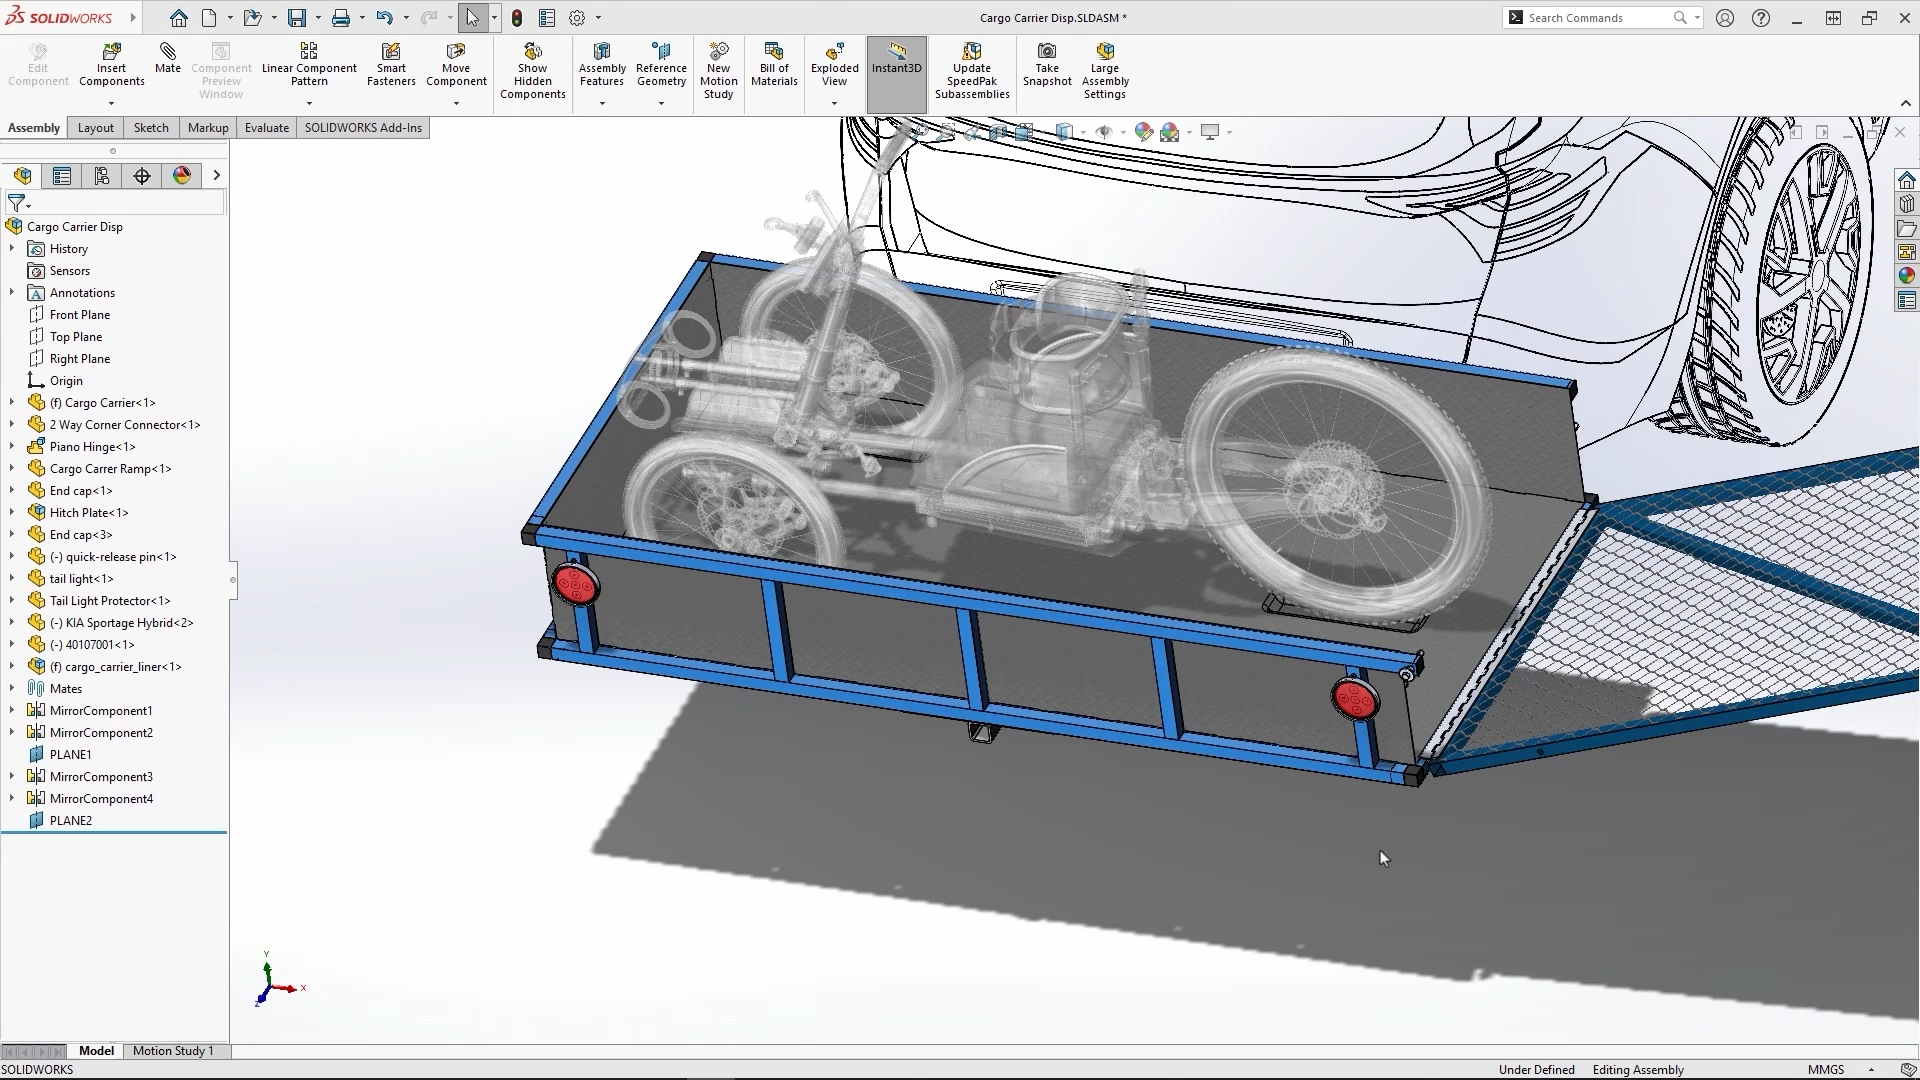 SOLIDWORKS
Cargo Carrier Disp.SLDASM *
Search Commands
Edit Component
Insert Components
Mate
Component Preview Window
Linear Component Pattern
Smart Fasteners
Move Component
Show Hidden Components
Assembly Features
Reference Geometry
New Motion Study
Bill of Materials
Exploded View
Instant3D
Update SpeedPak Subassemblies
Take Snapshot
Large Assembly Settings
Assembly
Layout
Sketch
Markup
Evaluate
SOLIDWORKS Add-Ins
Cargo Carrier Disp
History
Sensors
Annotations
Front Plane
Top Plane
Right Plane
Origin
(f) Cargo Carrier<1>
2 Way Corner Connector<1>
Piano Hinge<1>
Cargo Carrer Ramp<1>
End cap<1>
Hitch Plate<1>
End cap<3>
(-) quick-release pin<1>
tail light<1>
Tail Light Protector<1>
(-) KIA Sportage Hybrid<2>
(-) 40107001<1>
(f) cargo_carrier_liner<1>
Mates
MirrorComponent1
MirrorComponent2
PLANE1
MirrorComponent3
MirrorComponent4
PLANE2
Y
X
Z
Model
Motion Study 1
SOLIDWORKS
Under Defined
Editing Assembly
MMGS